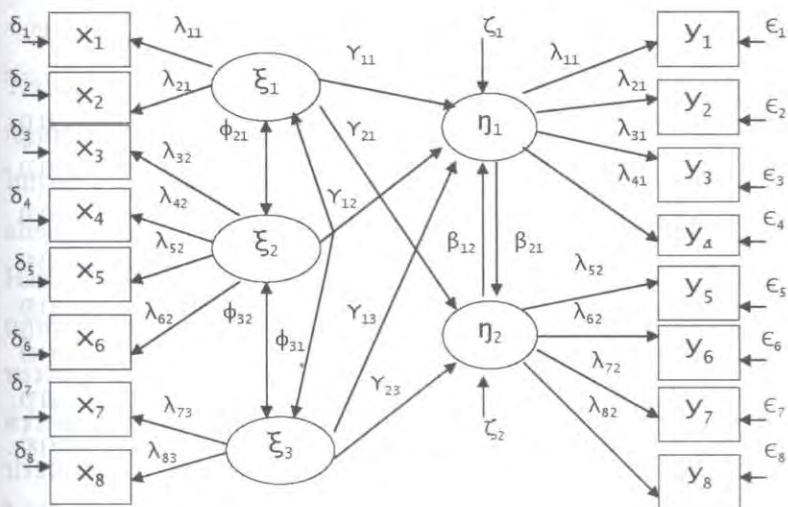 δ₁ x₁ λ₁₁ ξ₁ γ₁₁ ζ₁ λ₁₁ y₁ ϵ₁
δ₂ x₂ λ₂₁ ϕ₂₁ γ₂₁ η₁ λ₂₁ y₂ ϵ₂
δ₃ x₃ λ₃₂ λ₃₁ y₃ ϵ₃
δ₄ x₄ λ₄₂ γ₁₂ λ₄₁ y₄ ϵ₄
δ₅ x₅ λ₅₂ ξ₂ β₁₂ β₂₁ λ₅₂ y₅ ϵ₅
δ₆ x₆ λ₆₂ ϕ₃₂ ϕ₃₁ γ₁₃ η₂ λ₆₂ y₆ ϵ₆
δ₇ x₇ λ₇₃ γ₂₃ λ₇₂ y₇ ϵ₇
δ₈ x₈ λ₈₃ ξ₃ ζ₂ λ₈₂ y₈ ϵ₈